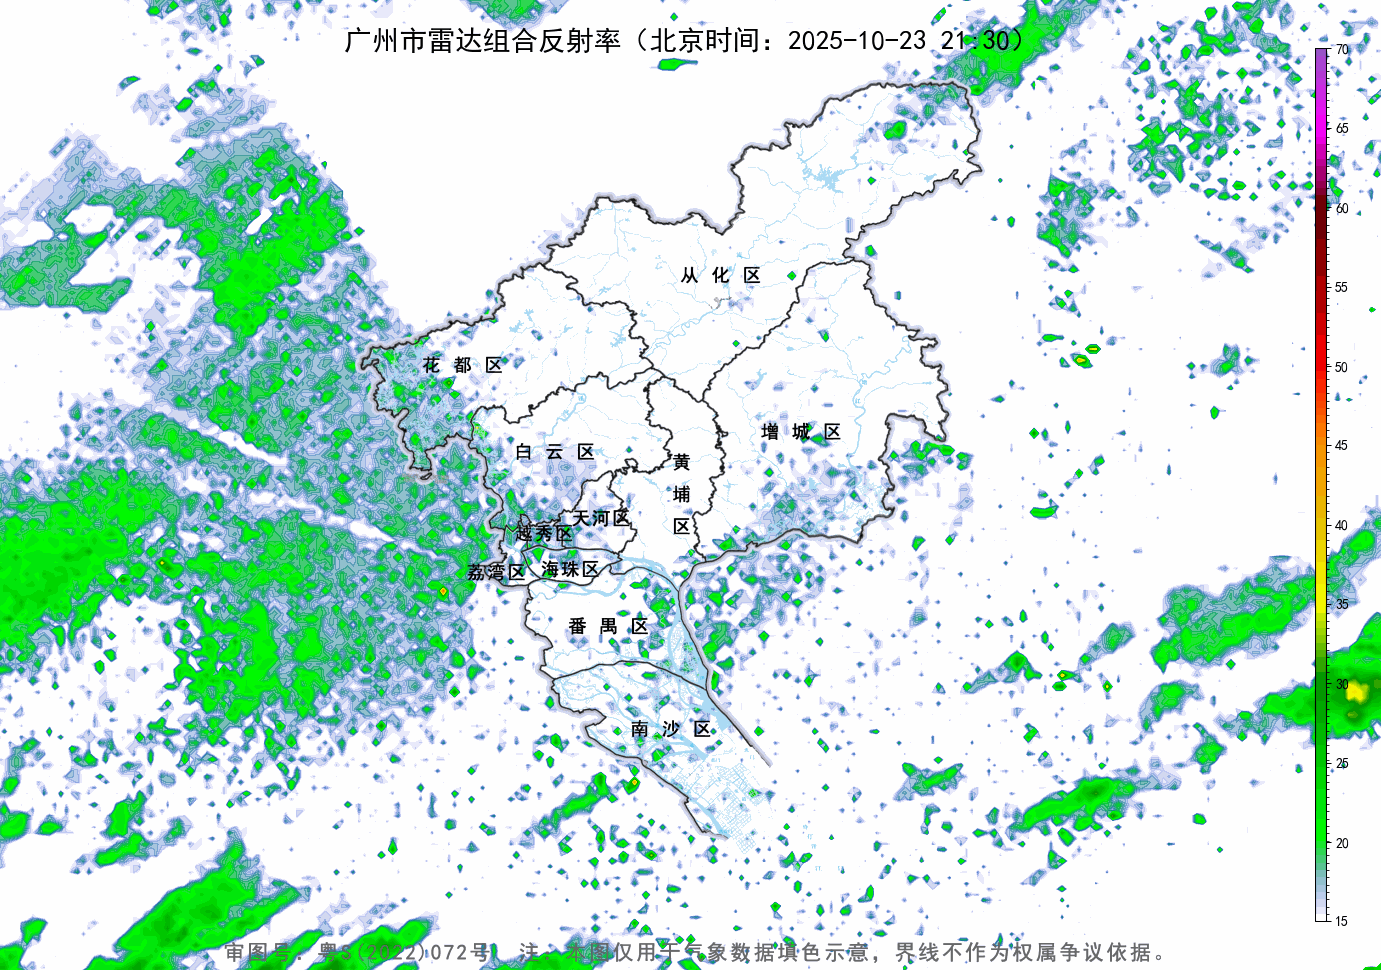 广州市雷达组合反射率（北京时间：2025-10-23 21:30）
70
65
60
55
50
45
40
35
30
25
20
15
从化区
花都区
增城区
白云区
黄埔区
天河区
越秀区
荔湾区
海珠区
番禺区
南沙区
审图号：粤S(2022)072号 注：本图仅用于气象数据填色示意，界线不作为权属争议依据。